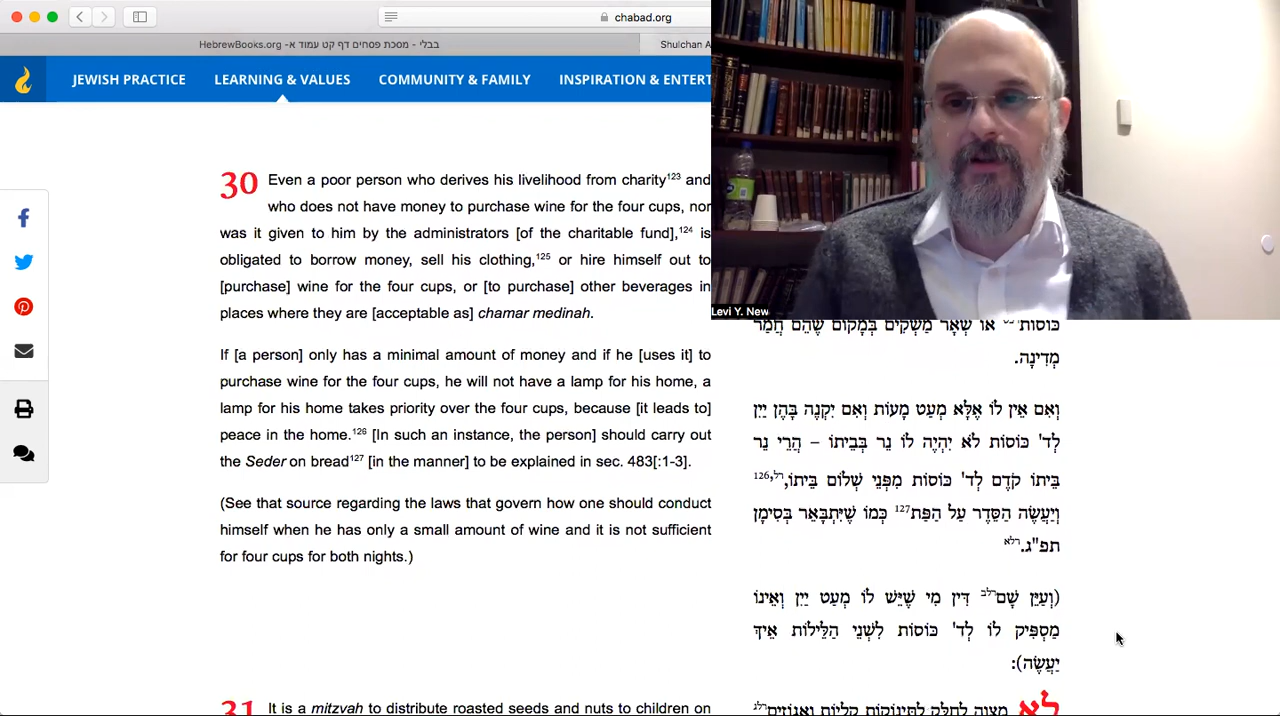 chabad.org
HebrewBooks.org -בבלי - מסכת פסחים דף קט עמוד א
Shulchan A
JEWISH PRACTICE LEARNING & VALUES COMMUNITY & FAMILY INSPIRATION & ENTERT
30 Even a poor person who derives his livelihood from charity123 and
who does not have money to purchase wine for the four cups, nor
was it given to him by the administrators [of the charitable fund],124 is
obligated to borrow money, sell his clothing,125 or hire himself out to
[purchase] wine for the four cups, or [to purchase] other beverages in
places where they are [acceptable as] chamar medinah.
If [a person] only has a minimal amount of money and if he [uses it] to
purchase wine for the four cups, he will not have a lamp for his home, a
lamp for his home takes priority over the four cups, because [it leads to]
peace in the home.126 [In such an instance, the person] should carry out
the Seder on bread127 [in the manner] to be explained in sec. 483[:1-3].
(See that source regarding the laws that govern how one should conduct
himself when he has only a small amount of wine and it is not sufficient
for four cups for both nights.)
31 It is a mitzvah to distribute roasted seeds and nuts to children on
Levi Y. New
כּוֹסוֹת אוֹ שְׁאָר מַשְׁקִים בְּמָקוֹם שֶׁהֵם חֲמַר
מְדִינָה.
וְאִם אֵין לוֹ אֶלָּא מְעַט מָעוֹת וְאִם יִקְנֶה בָּהֶן יַיִן
לְד' כּוֹסוֹת לֹא יִהְיֶה לוֹ נֵר בְּבֵיתוֹ – הֲרֵי נֵר
בֵּיתוֹ קֹדֶם לְד' כּוֹסוֹת מִפְּנֵי שְׁלוֹם בֵּיתוֹ,רל,126
וְיַעֲשֶׂה הַסֵּדֶר עַל הַפַּת127 כְּמוֹ שֶׁיִּתְבָּאֵר בְּסִימָן
תפ"ג.רלא
(וְעַיֵּן שָׁםרלב דִּין מִי שֶׁיֵּשׁ לוֹ מְעַט יַיִן וְאֵינוֹ
מַסְפִּיק לוֹ לְד' כּוֹסוֹת לִשְׁנֵי הַלֵּילוֹת אֵיךְ
יַעֲשֶׂה):
לא מִצְוָה לְחַלֵּק לְתִינוֹקוֹת קְלָיוֹת וֶאֱגוֹזִיםרלג